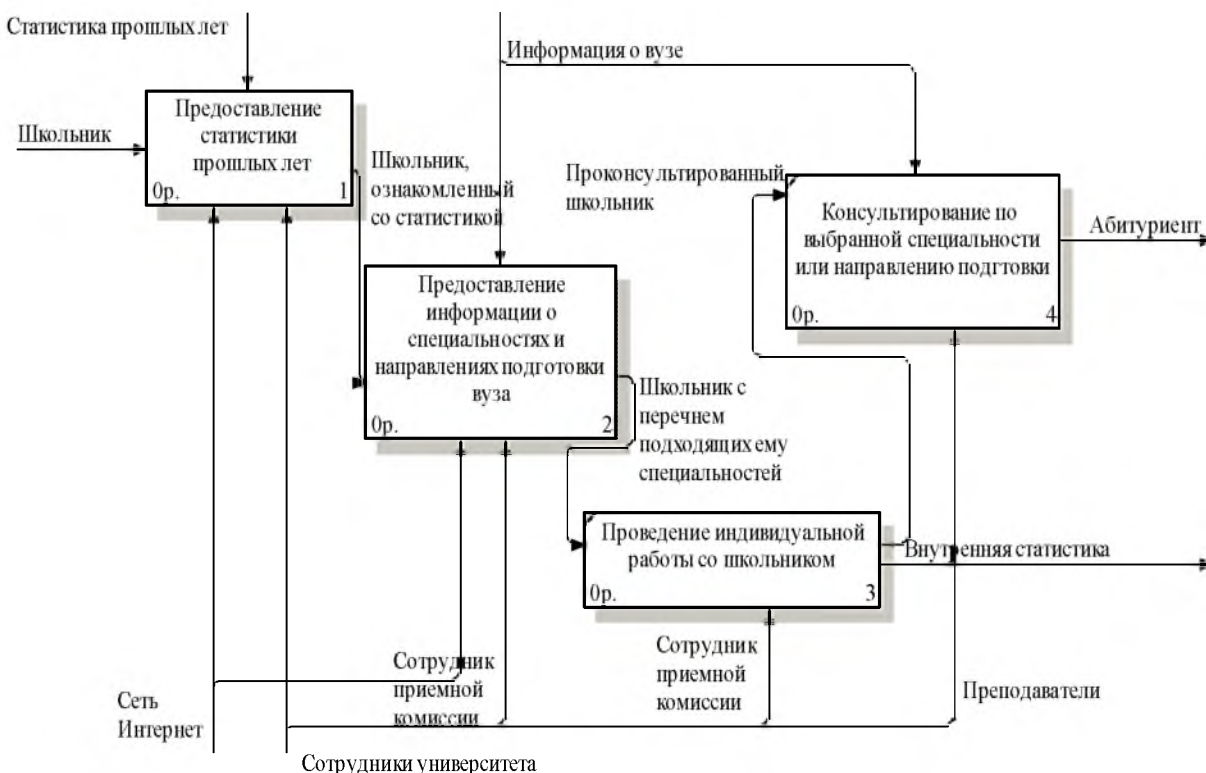 Статистика прошлых лет
Информация о вузе
Предоставление
статистики
прошлых лет
0р.
1
Школьник
Школьник,
ознакомленный
со статистикой
Проконсультированный
школьник
Консультирование по
выбранной специальности
или направлению подгтовки
0р.
4
Абитуриент
Предоставление
информации о
специальностях и
направлениях подготовки
вуза
0р.
2
Школьник с
перечнем
подходящих ему
специальностей
Проведение индивидуальной
работы со школьником
0р.
3
Внутренняя статистика
Сотрудник
приемной
комиссии
Сотрудник
приемной
комиссии
Преподаватели
Сеть
Интернет
Сотрудники университета